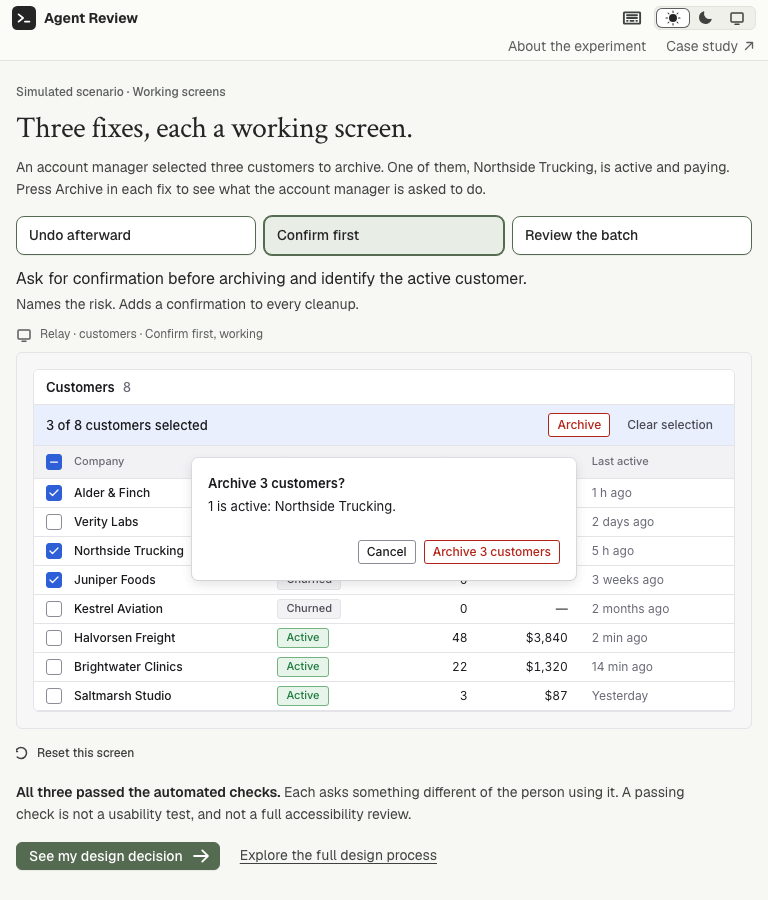 Agent Review
About the experiment Case study ↗
Simulated scenario · Working screens
Three fixes, each a working screen.
An account manager selected three customers to archive. One of them, Northside Trucking, is active and paying.
Press Archive in each fix to see what the account manager is asked to do.
Undo afterward Confirm first Review the batch
Ask for confirmation before archiving and identify the active customer.
Names the risk. Adds a confirmation to every cleanup.
Relay · customers · Confirm first, working
Customers 8
3 of 8 customers selected Archive Clear selection
Company Last active
Archive 3 customers?
1 is active: Northside Trucking.
Cancel Archive 3 customers
Alder & Finch 1 h ago
Verity Labs 2 days ago
Northside Trucking 5 h ago
Juniper Foods Churned 0 3 weeks ago
Kestrel Aviation Churned 0 — 2 months ago
Halvorsen Freight Active 48 $3,840 2 min ago
Brightwater Clinics Active 22 $1,320 14 min ago
Saltmarsh Studio Active 3 $87 Yesterday
Reset this screen
All three passed the automated checks. Each asks something different of the person using it. A passing
check is not a usability test, and not a full accessibility review.
See my design decision → Explore the full design process